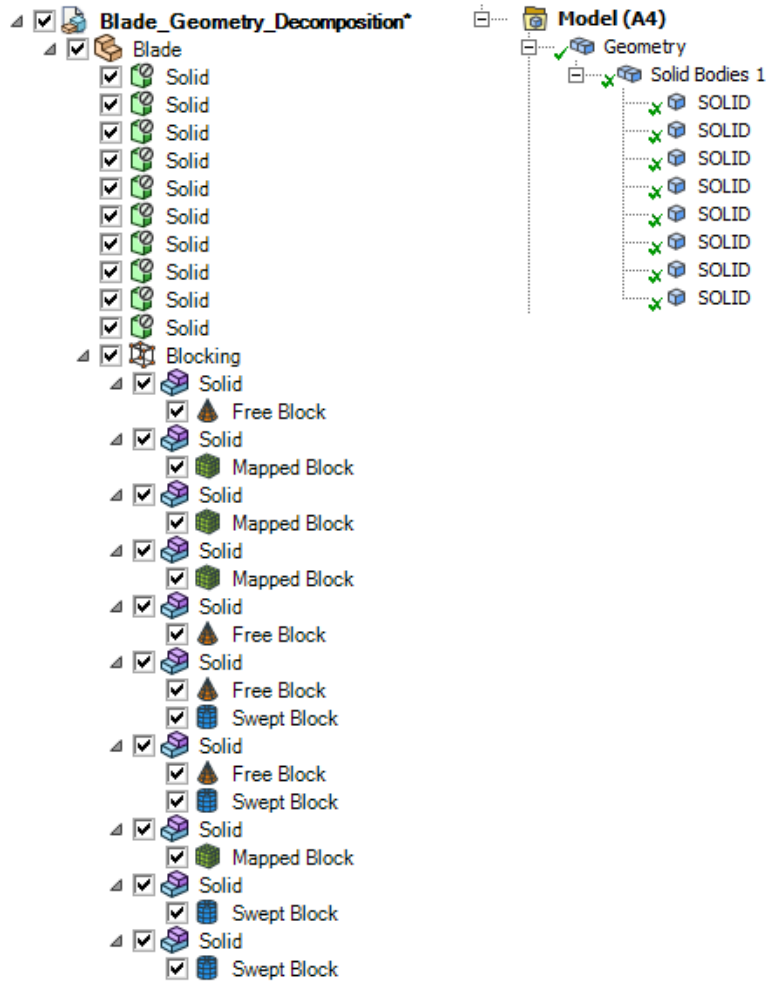 Blade_Geometry_Decomposition*
Blade
Solid
Solid
Solid
Solid
Solid
Solid
Solid
Solid
Solid
Solid
Blocking
Solid
Free Block
Solid
Mapped Block
Solid
Mapped Block
Solid
Mapped Block
Solid
Free Block
Solid
Free Block
Swept Block
Solid
Free Block
Swept Block
Solid
Mapped Block
Solid
Swept Block
Solid
Swept Block
Model (A4)
Geometry
Solid Bodies 1
SOLID
SOLID
SOLID
SOLID
SOLID
SOLID
SOLID
SOLID